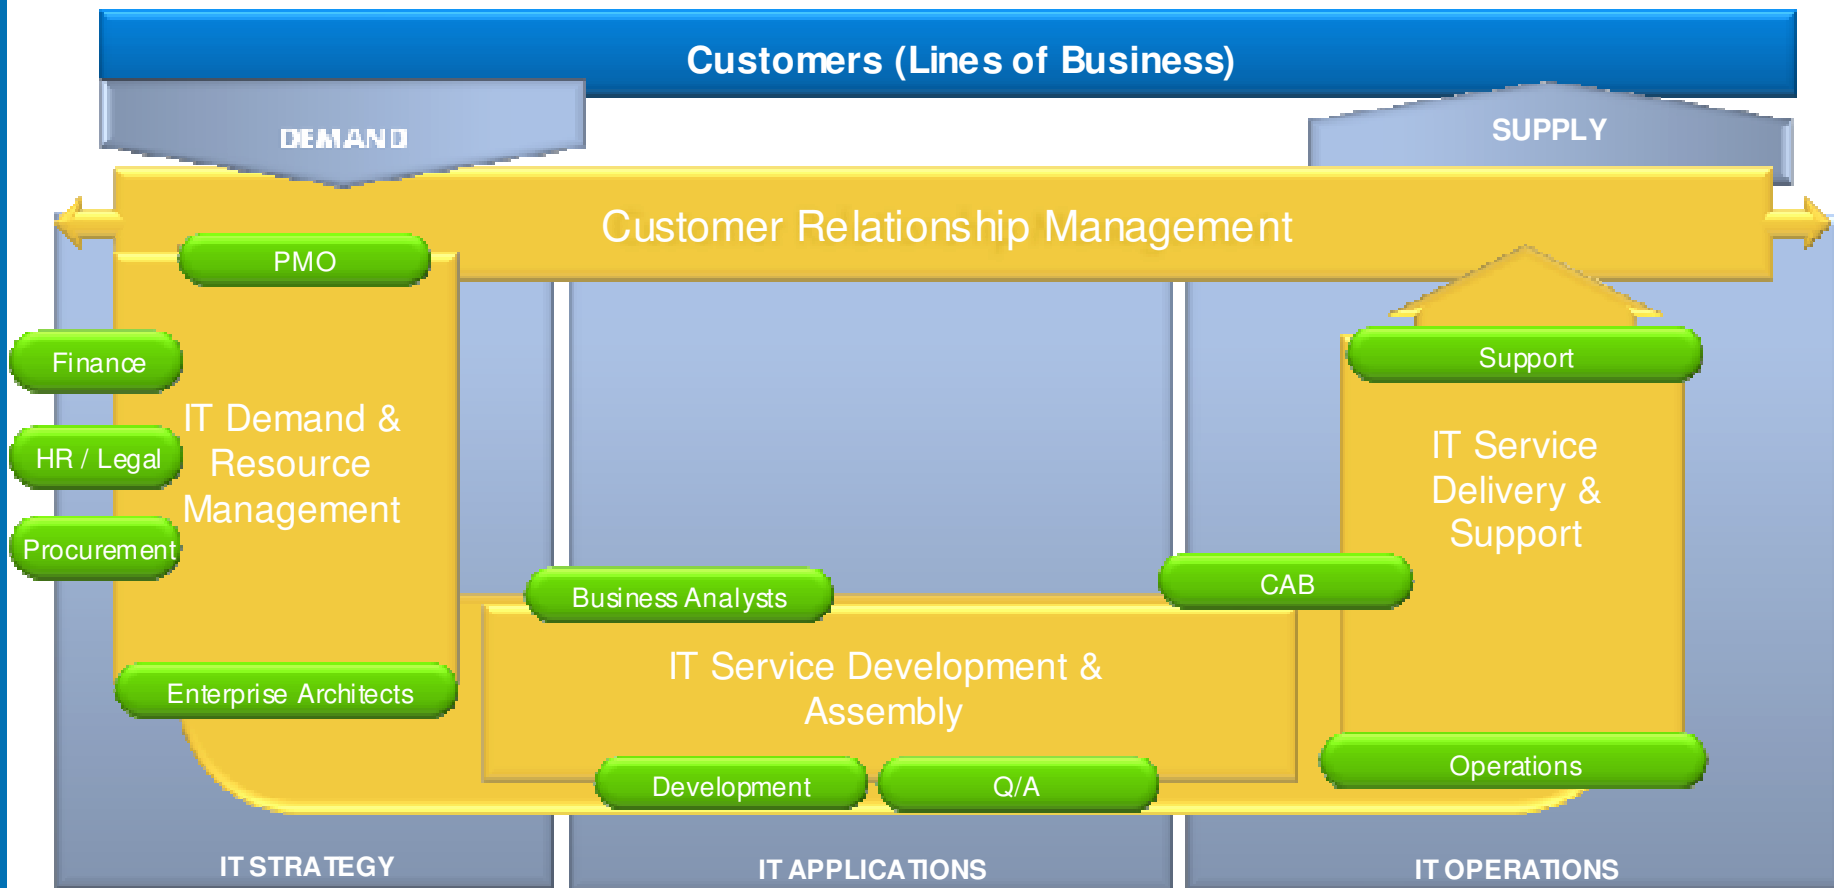 Customers (Lines of Business)
DEMAND
SUPPLY
Customer Relationship Management
PMO
Finance
HR / Legal
Procurement
IT Demand &
Resource
Management
Enterprise Architects
Business Analysts
IT Service Development &
Assembly
Development
Q/A
CAB
Support
IT Service
Delivery &
Support
Operations
IT STRATEGY
IT APPLICATIONS
IT OPERATIONS